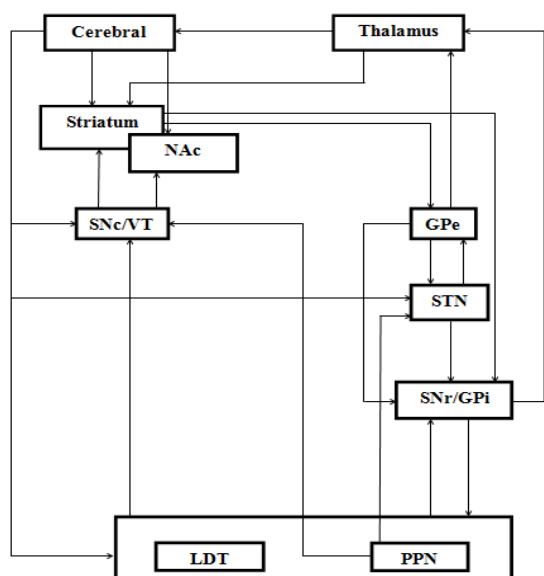 Cerebral
Thalamus
Striatum
NAc
SNc/VT
GPe
STN
SNr/GPi
LDT
PPN